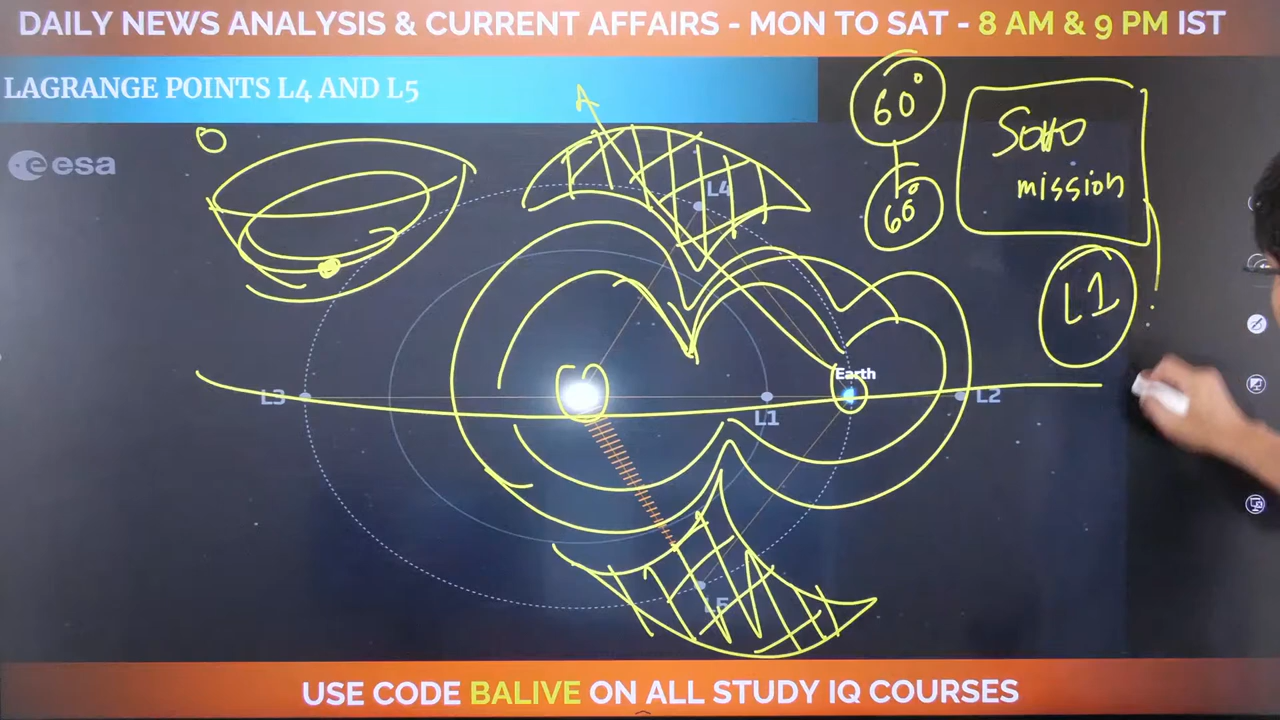 DAILY NEWS ANALYSIS & CURRENT AFFAIRS - MON TO SAT - 8 AM & 9 PM IST
LAGRANGE POINTS L4 AND L5
esa
A
60°
60°
SOHO
mission
L1
L4
Earth
L3
L1
L2
L5
USE CODE BALIVE ON ALL STUDY IQ COURSES